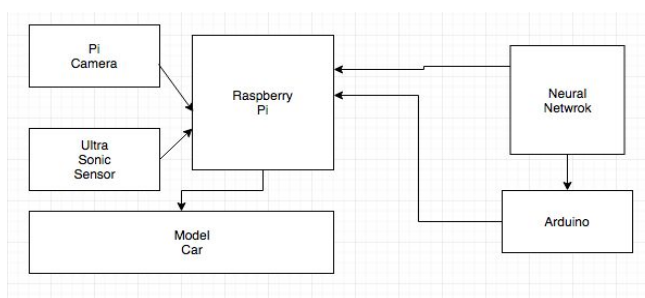 Pi
Camera
Raspberry
Pi
Neural
Netwrok
Ultra
Sonic
Sensor
Arduino
Model
Car